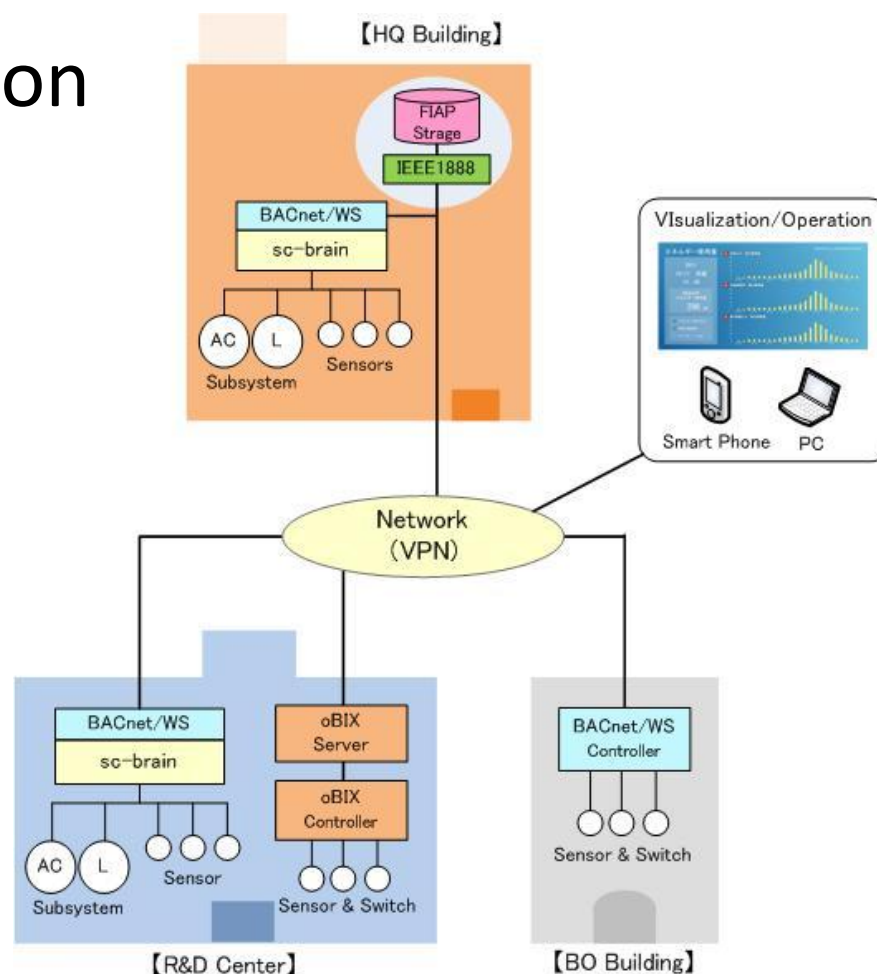 on
【HQ Building】
FIAP
Strage
IEEE1888
BACnet/WS
sc-brain
AC
L
Subsystem
Sensors
VIsualization/Operation
Smart Phone
PC
Network
(VPN)
BACnet/WS
sc-brain
AC
L
Subsystem
Sensor
oBIX
Server
oBIX
Controller
Sensor & Switch
BACnet/WS
Controller
Sensor & Switch
【R&D Center】
【BO Building】